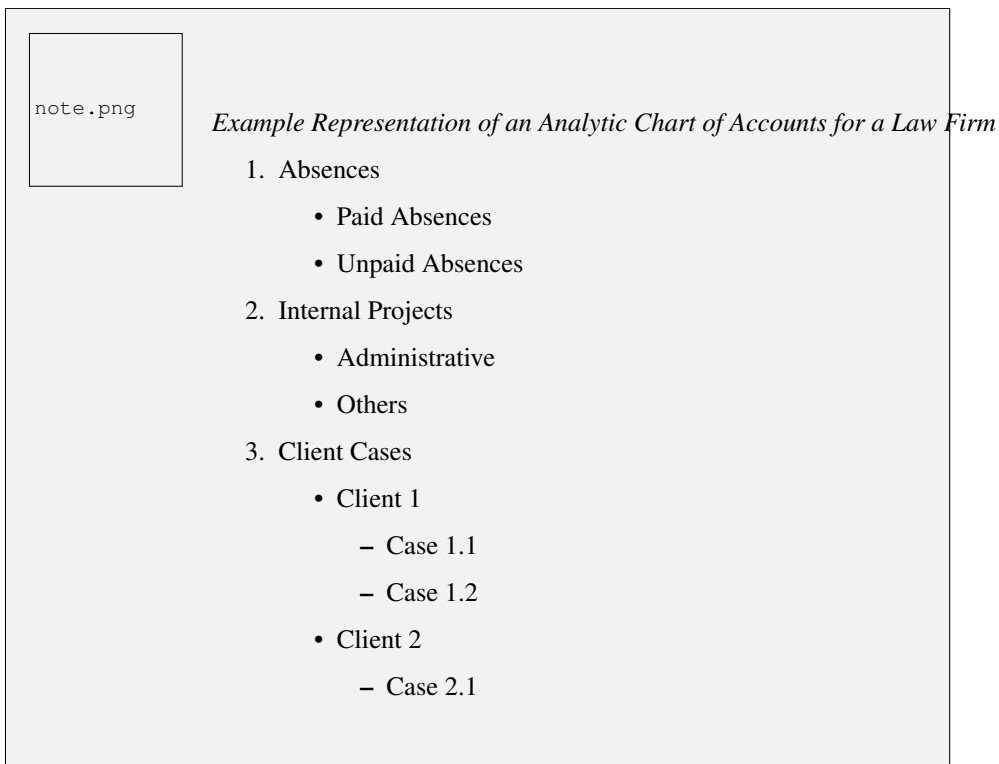 note.png
Example Representation of an Analytic Chart of Accounts for a Law Firm
1. Absences
• Paid Absences
• Unpaid Absences
2. Internal Projects
• Administrative
• Others
3. Client Cases
• Client 1
– Case 1.1
– Case 1.2
• Client 2
– Case 2.1